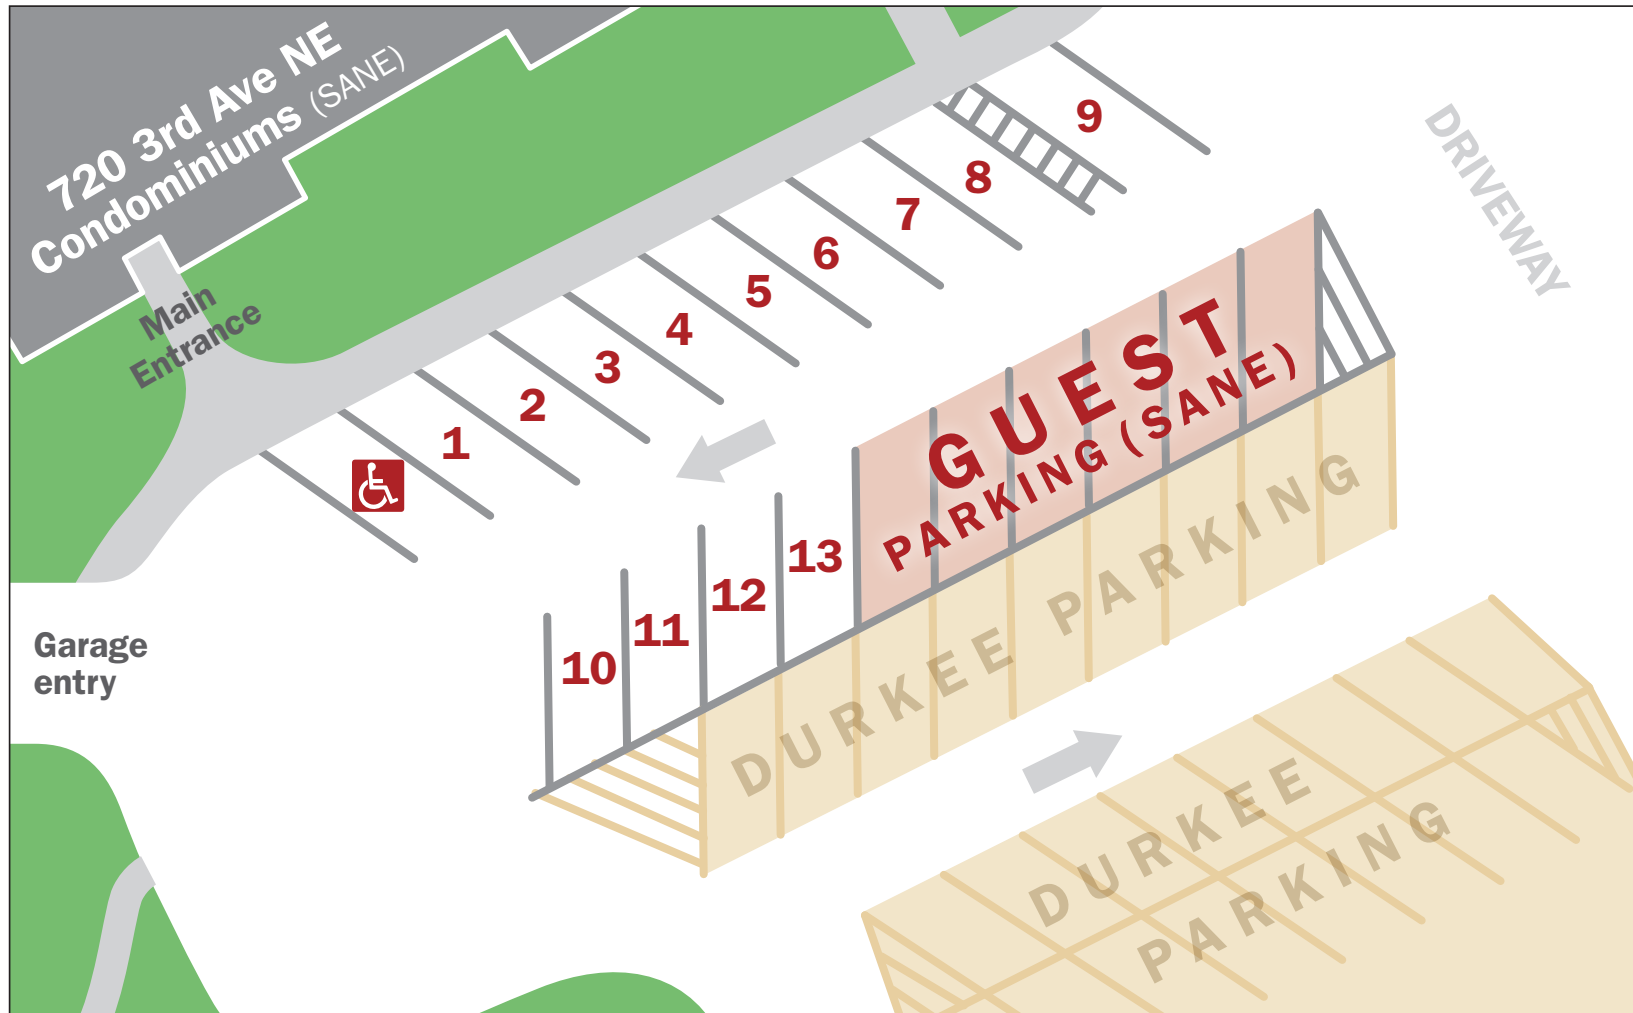 720 3rd Ave NE
Condominiums (SANE)
Main
Entrance
DRIVEWAY
9
8
7
6
5
4
3
2
1
GUEST
PARKING (SANE)
13
12
11
10
DURKEE PARKING
Garage
entry
DURKEE
PARKING